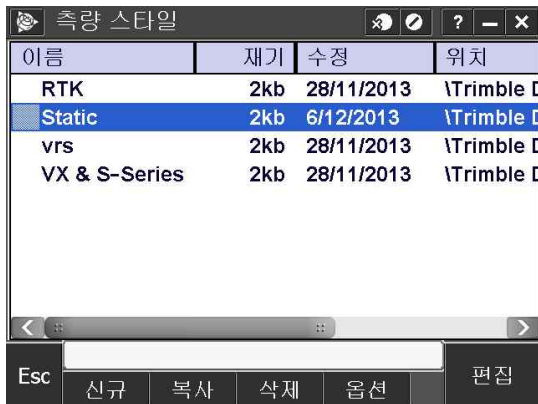 측량 스타일 ? – ×
이름 재기 수정 위치
RTK 2kb 28/11/2013 \Trimble D
Static 2kb 6/12/2013 \Trimble D
vrs 2kb 28/11/2013 \Trimble D
VX & S-Series 2kb 28/11/2013 \Trimble D
Esc 신규 복사 삭제 옵션 편집